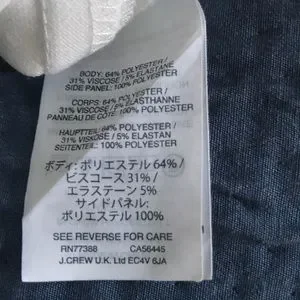 BODY: 64% POLYESTER /
31% VISCOSE / 5% ELASTANE
SIDE PANEL: 100% POLYESTER
CORPS: 64% POLYESTER /
31% VISCOSE / 5% ÉLASTHANNE
PANNEAU DE CÔTÉ: 100% POLYESTER
HAUPTTEIL: 64% POLYESTER /
31% VISKOSE / 5% ELASTAN
SEITENTEIL: 100% POLYESTER
ボディ: ポリエステル 64% /
ビスコース 31% /
エラステーン 5%
サイドパネル:
ポリエステル 100%
SEE REVERSE FOR CARE
RN77388 CA56445
J.CREW U.K. Ltd EC4V 6JA